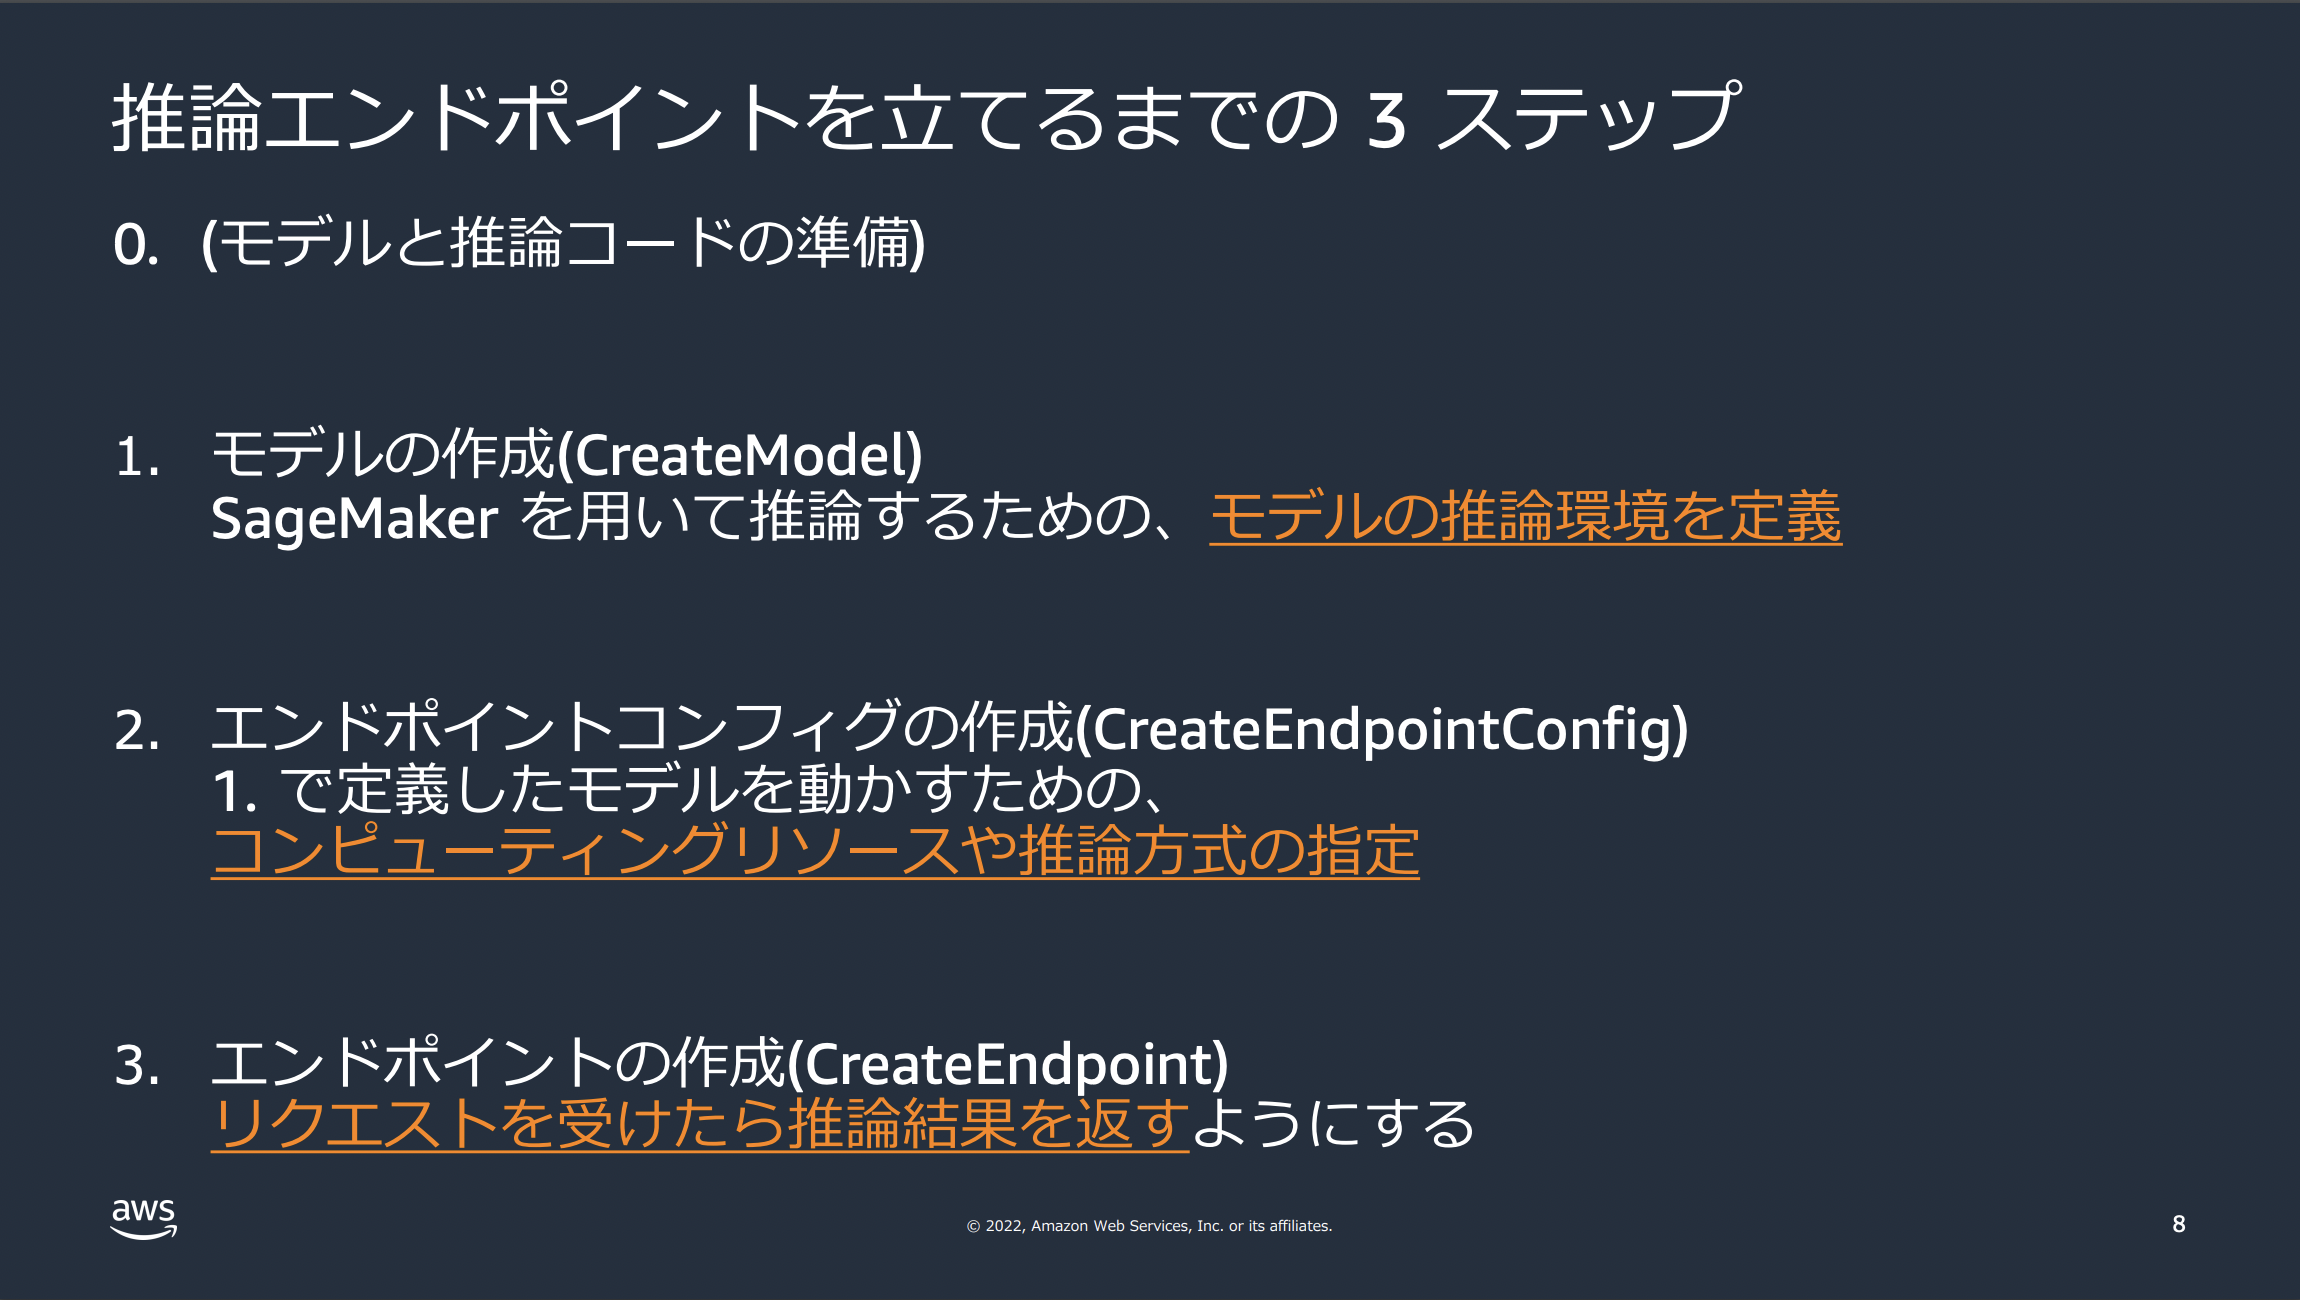 推論エンドポイントを立てるまでの 3 ステップ
0. (モデルと推論コードの準備)
1. モデルの作成(CreateModel)
SageMaker を用いて推論するための、モデルの推論環境を定義
2. エンドポイントコンフィグの作成(CreateEndpointConfig)
1. で定義したモデルを動かすための、
コンピューティングリソースや推論方式の指定
3. エンドポイントの作成(CreateEndpoint)
リクエストを受けたら推論結果を返すようにする
aws
© 2022, Amazon Web Services, Inc. or its affiliates.
8